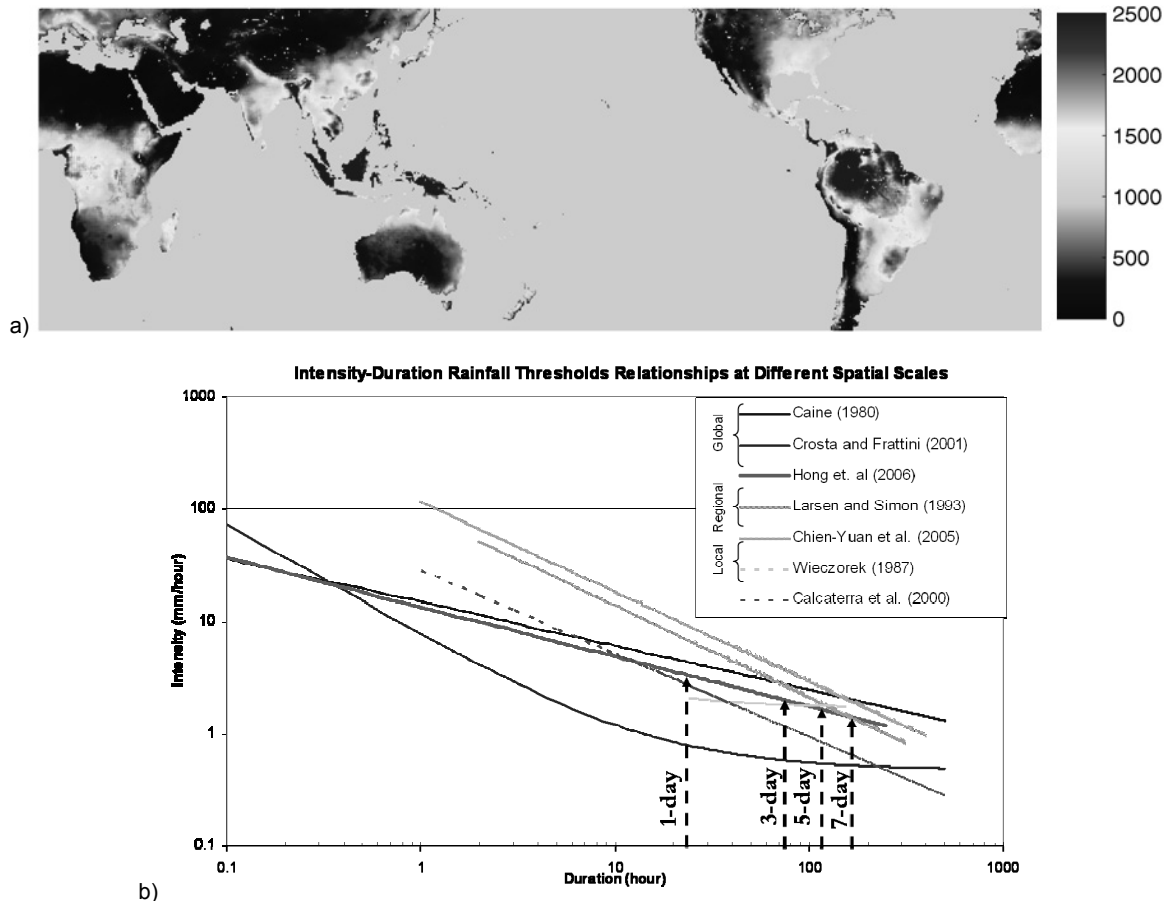 2500
2000
1500
1000
500
0
a)
Intensity-Duration Rainfall Thresholds Relationships at Different Spatial Scales
1000
100
10
1
0.1
Intensity (mm/hour)
Global
Regional
Local
Caine (1980)
Crosta and Frattini (2001)
Hong et. al (2006)
Larsen and Simon (1993)
Chien-Yuan et al. (2005)
Wieczorek (1987)
Calcaterra et al. (2000)
1-day
3-day
5-day
7-day
0.1
1
10
100
1000
Duration (hour)
b)